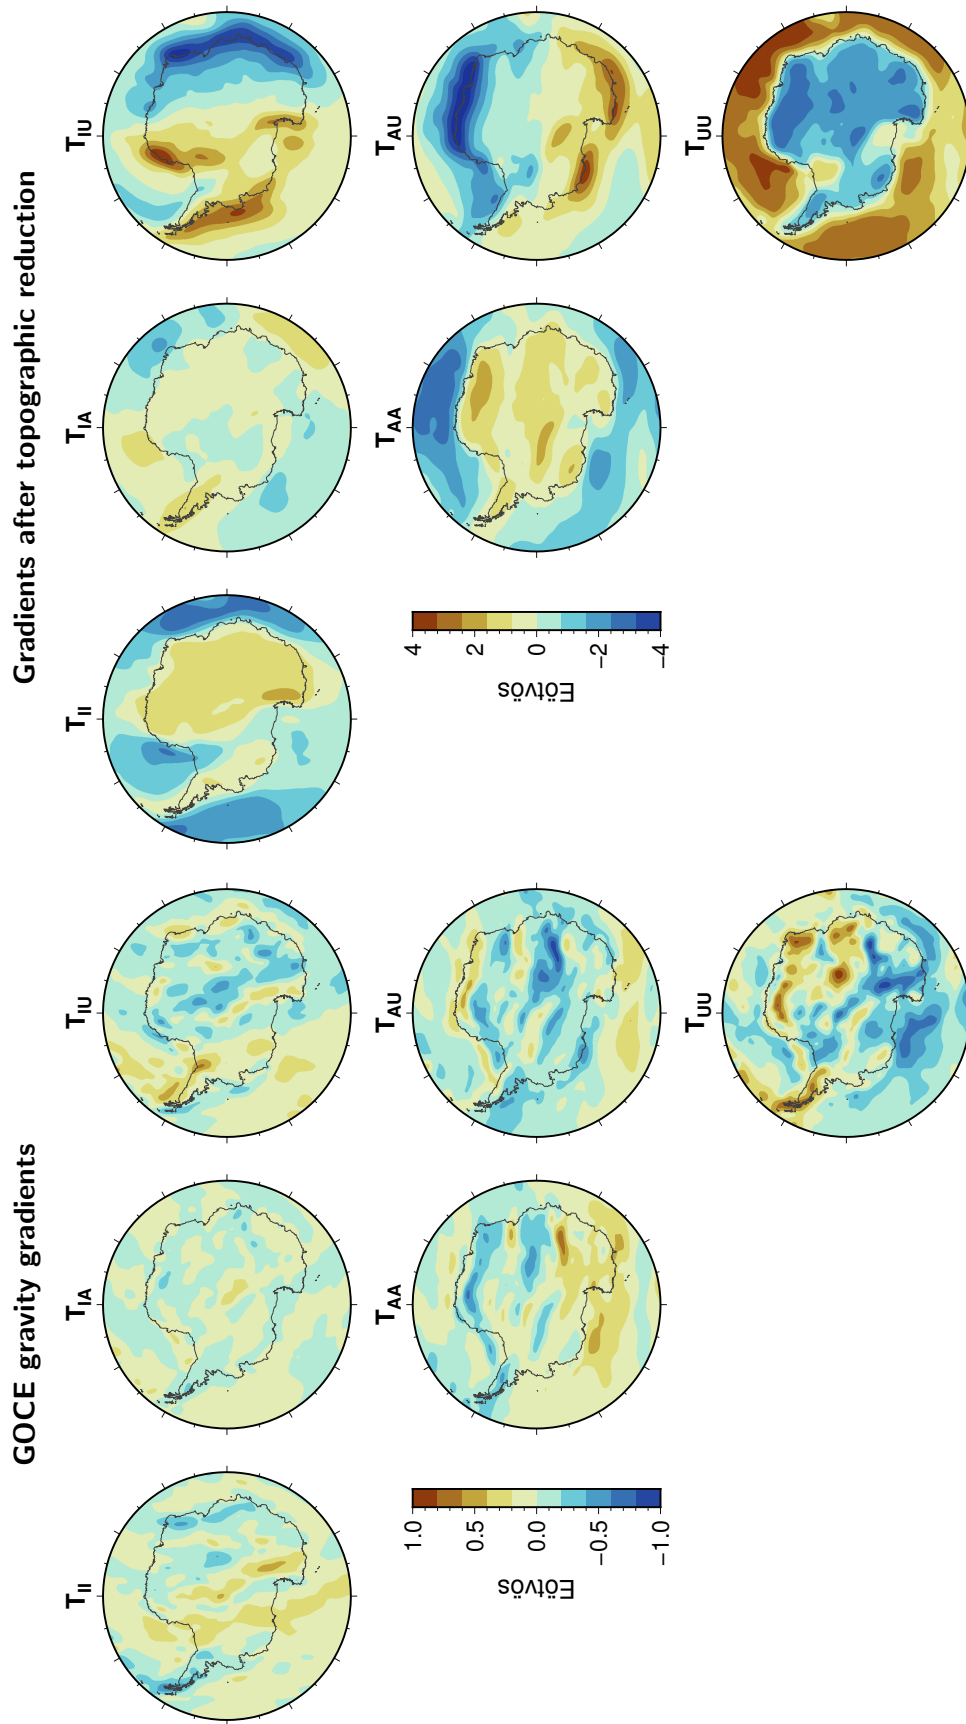 GOCE gravity gradients
T_II
T_IA
T_IU
T_AA
T_AU
T_UU
1.0
0.5
0.0
−0.5
−1.0
Eötvös
Gradients after topographic reduction
T_II
T_IA
T_IU
T_AA
T_AU
T_UU
4
2
0
−2
−4
Eötvös